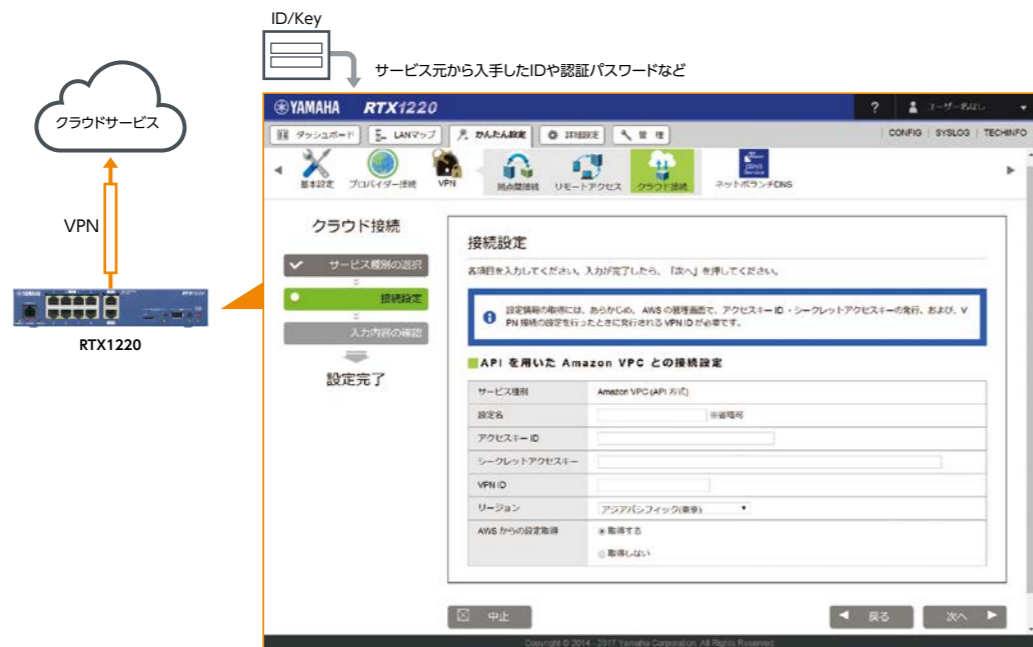 ID/Key
サービス元から入手したIDや認証パスワードなど
クラウドサービス
VPN
RTX1220
YAMAHA RTX1220
? ユーザー名なし
ダッシュボード LANマップ かんたん設定 詳細設定 管理
CONFIG SYSLOG TECHINFO
基本設定 プロバイダー接続 VPN 拠点間接続 リモートアクセス クラウド接続 ネットボランチDNS
クラウド接続
サービス種別の選択
接続設定
入力内容の確認
設定完了
接続設定
各項目を入力してください。入力が完了したら、「次へ」を押してください。
設定情報の取得には、あらかじめ、AWS の管理画面で、アクセスキー ID・シークレットアクセスキーの発行、および、V
PN 接続の設定を行ったときに発行される VPN ID が必要です。
API を用いた Amazon VPC との接続設定
サービス種別 Amazon VPC (API 方式)
設定名 ※省略可
アクセスキー ID
シークレットアクセスキー
VPN ID
リージョン アジアパシフィック(東京)
AWS からの設定取得 取得する
取得しない
中止 戻る 次へ
Copyright © 2014 - 2017 Yamaha Corporation. All Rights Reserved.